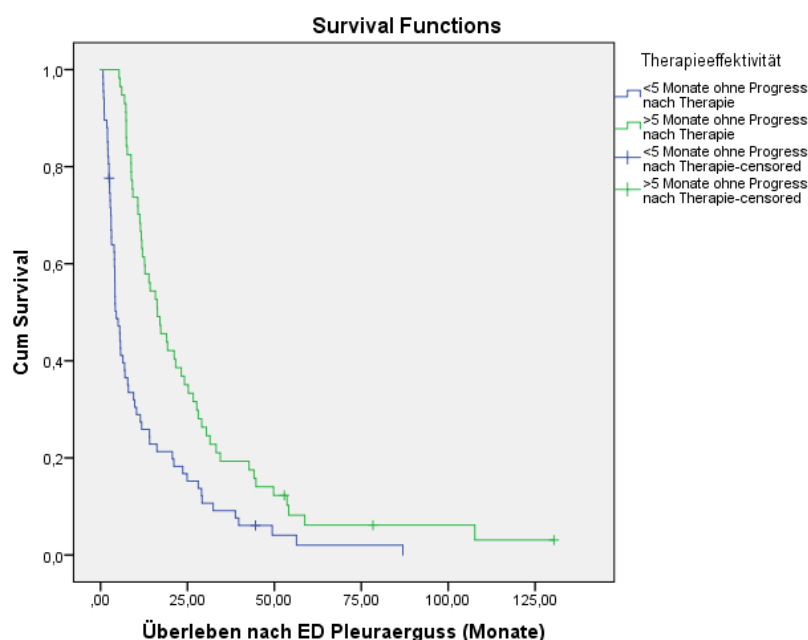 Survival Functions
Therapieeffektivität
<5 Monate ohne Progress
nach Therapie
>5 Monate ohne Progress
nach Therapie
<5 Monate ohne Progress
nach Therapie-censored
>5 Monate ohne Progress
nach Therapie-censored
Cum Survival
1,0
0,8
0,6
0,4
0,2
0,0
,00 25,00 50,00 75,00 100,00 125,00
Überleben nach ED Pleuraerguss (Monate)